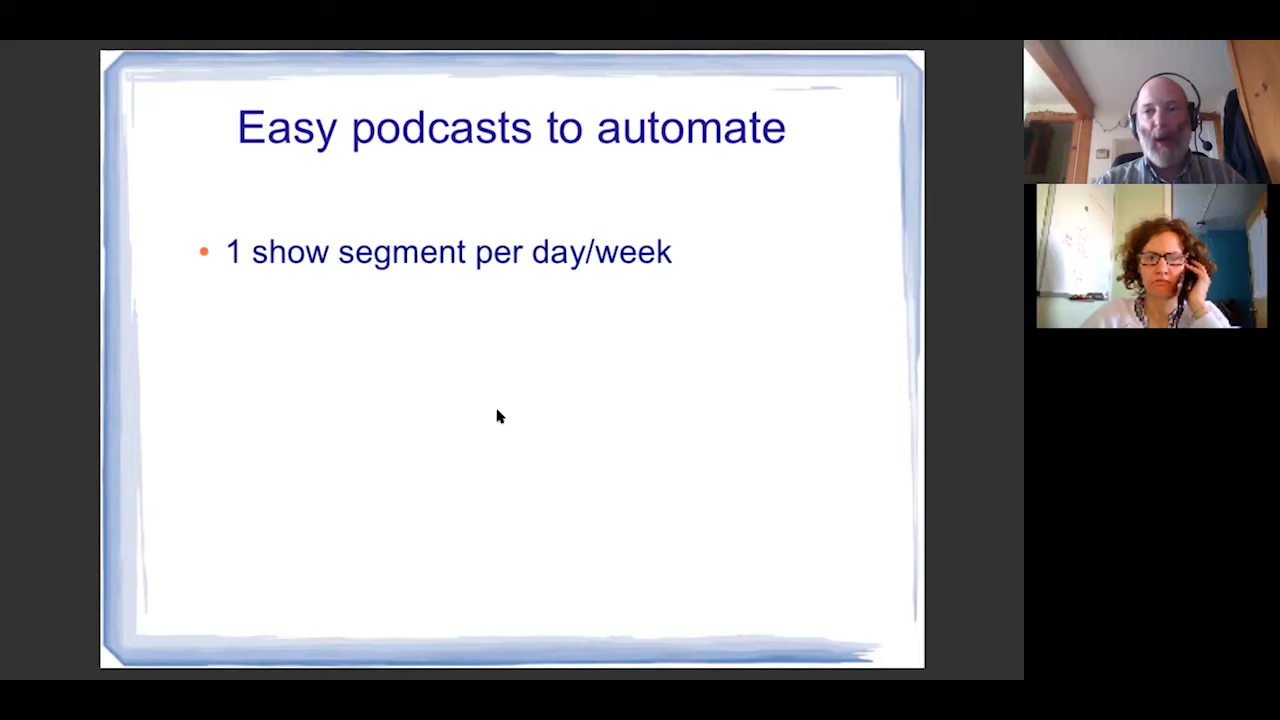 Easy podcasts to automate
• 1 show segment per day/week